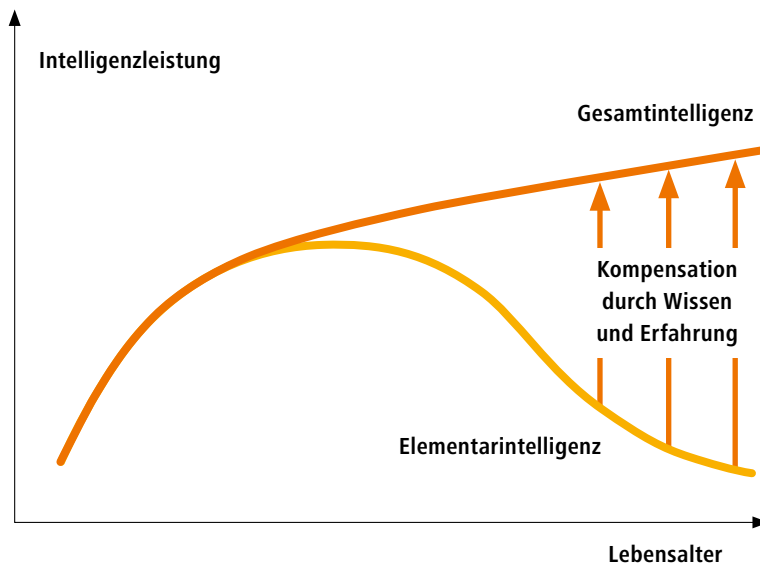 Intelligenzleistung
Gesamtintelligenz
Kompensation
durch Wissen
und Erfahrung
Elementarintelligenz
Lebensalter